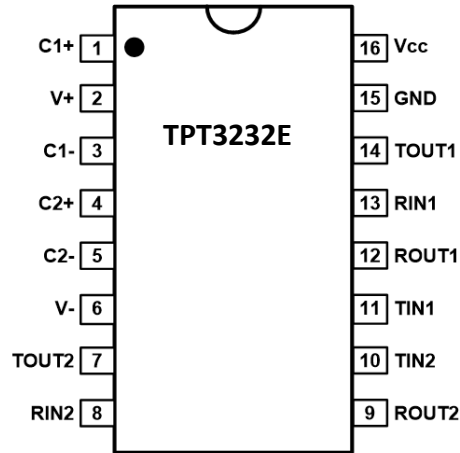 C1+ 1
V+ 2
C1- 3
C2+ 4
C2- 5
V- 6
TOUT2 7
RIN2 8
TPT3232E
16 Vcc
15 GND
14 TOUT1
13 RIN1
12 ROUT1
11 TIN1
10 TIN2
9 ROUT2